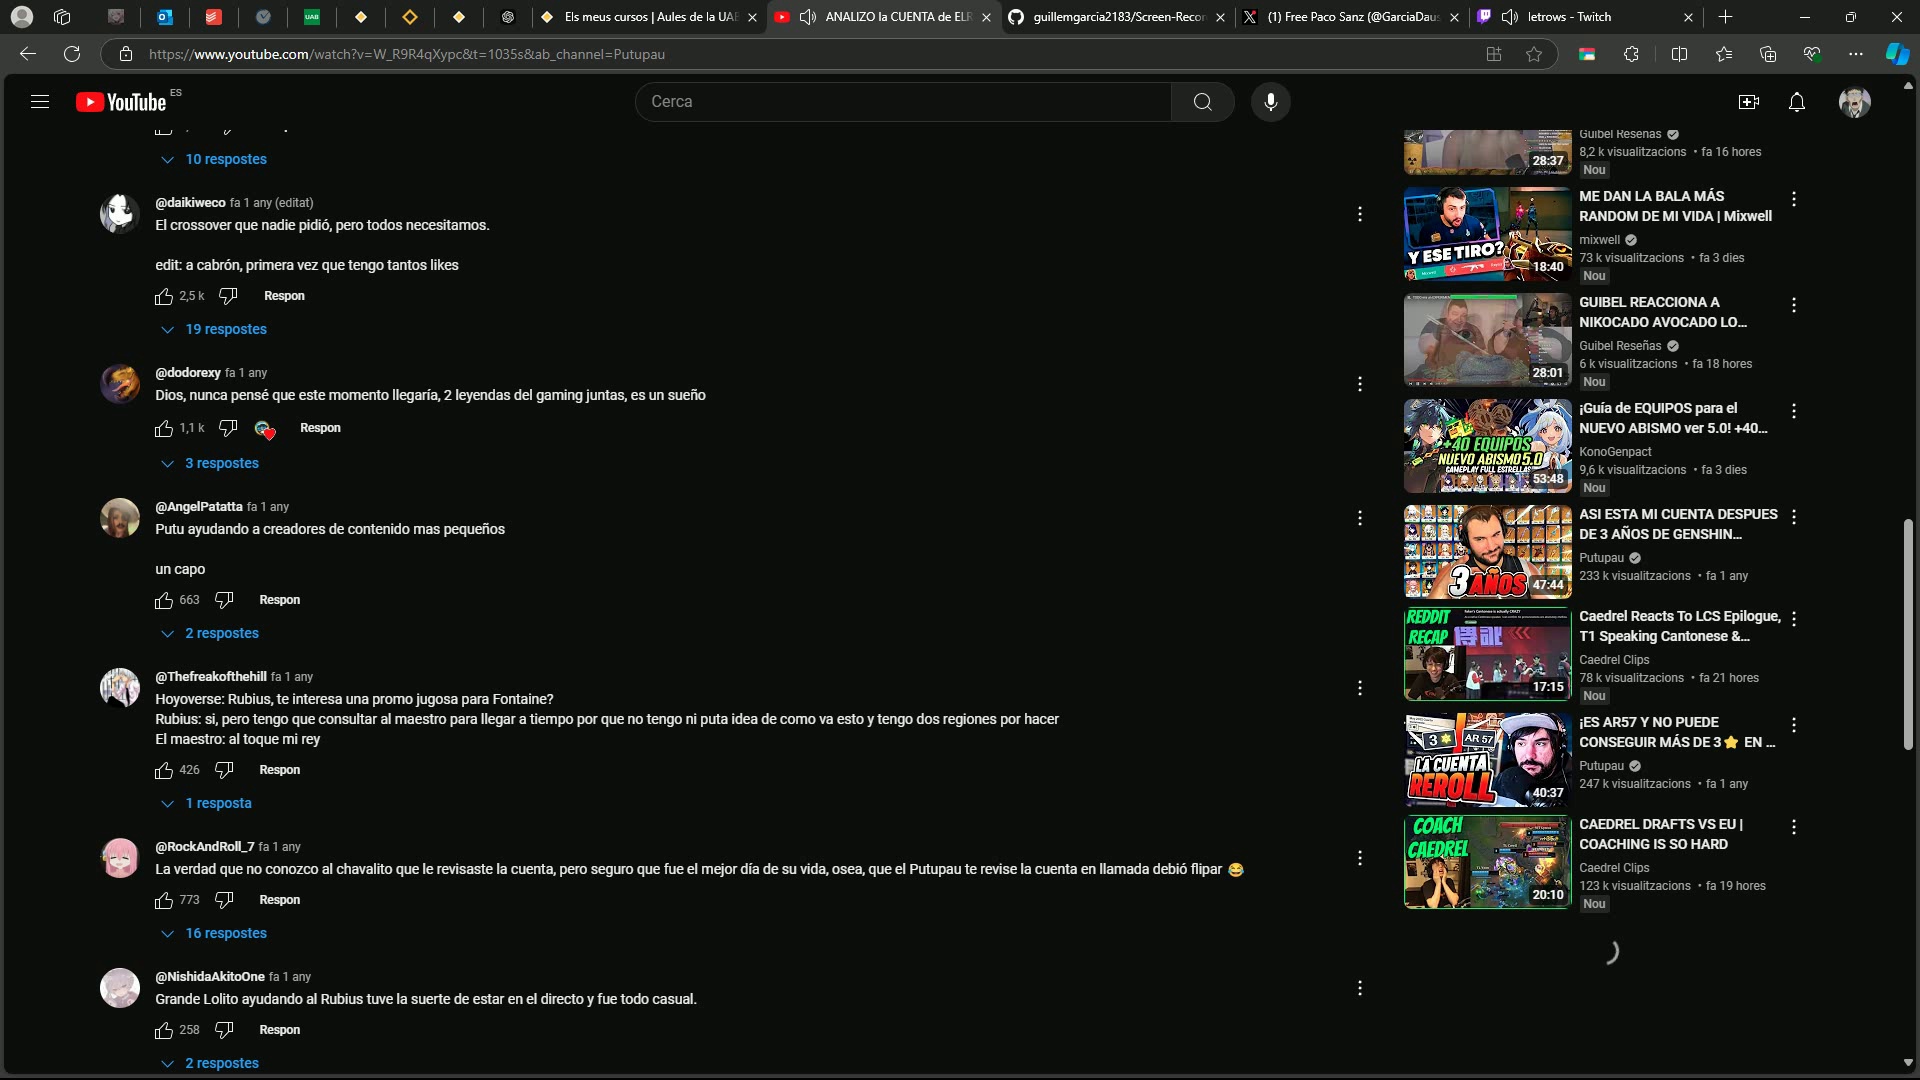 UAB
Els meus cursos | Aules de la UAB
ANALIZO la CUENTA de ELR
guillemgarcia2183/Screen-Recor
(1) Free Paco Sanz (@GarciaDaus
letrows - Twitch
https://www.youtube.com/watch?v=W_R9R4qXypc&t=1035s&ab_channel=Putupau
YouTube ES
Cerca
10 respostes
@daikiweco fa 1 any (editat)
El crossover que nadie pidió, pero todos necesitamos.
edit: a cabrón, primera vez que tengo tantos likes
2,5 k Respon
19 respostes
@dodorexy fa 1 any
Dios, nunca pensé que este momento llegaría, 2 leyendas del gaming juntas, es un sueño
1,1 k Respon
3 respostes
@AngelPatatta fa 1 any
Putu ayudando a creadores de contenido mas pequeños
un capo
663 Respon
2 respostes
@Thefreakofthehill fa 1 any
Hoyoverse: Rubius, te interesa una promo jugosa para Fontaine?
Rubius: si, pero tengo que consultar al maestro para llegar a tiempo por que no tengo ni puta idea de como va esto y tengo dos regiones por hacer
El maestro: al toque mi rey
426 Respon
1 resposta
@RockAndRoll_7 fa 1 any
La verdad que no conozco al chavalito que le revisaste la cuenta, pero seguro que fue el mejor día de su vida, osea, que el Putupau te revise la cuenta en llamada debió flipar 😂
773 Respon
16 respostes
@NishidaAkitoOne fa 1 any
Grande Lolito ayudando al Rubius tuve la suerte de estar en el directo y fue todo casual.
258 Respon
2 respostes
28:37
Guibel Reseñas
8,2 k visualitzacions • fa 16 hores
Nou
Y ESE TIRO?
18:40
ME DAN LA BALA MÁS
RANDOM DE MI VIDA | Mixwell
mixwell
73 k visualitzacions • fa 3 dies
Nou
28:01
GUIBEL REACCIONA A
NIKOCADO AVOCADO LO...
Guibel Reseñas
6 k visualitzacions • fa 18 hores
Nou
+40 EQUIPOS
NUEVO ABISMO 5.0
GAMEPLAY FULL ESTRELLAS
53:48
¡Guía de EQUIPOS para el
NUEVO ABISMO ver 5.0! +40...
KonoGenpact
9,6 k visualitzacions • fa 3 dies
Nou
3 AÑOS
47:44
ASI ESTA MI CUENTA DESPUES
DE 3 AÑOS DE GENSHIN...
Putupau
233 k visualitzacions • fa 1 any
REDDIT
RECAP
17:15
Caedrel Reacts To LCS Epilogue,
T1 Speaking Cantonese &...
Caedrel Clips
78 k visualitzacions • fa 21 hores
Nou
3 AR 57
LA CUENTA
REROLL
40:37
¡ES AR57 Y NO PUEDE
CONSEGUIR MÁS DE 3⭐ EN ...
Putupau
247 k visualitzacions • fa 1 any
COACH
CAEDREL
20:10
CAEDREL DRAFTS VS EU |
COACHING IS SO HARD
Caedrel Clips
123 k visualitzacions • fa 19 hores
Nou